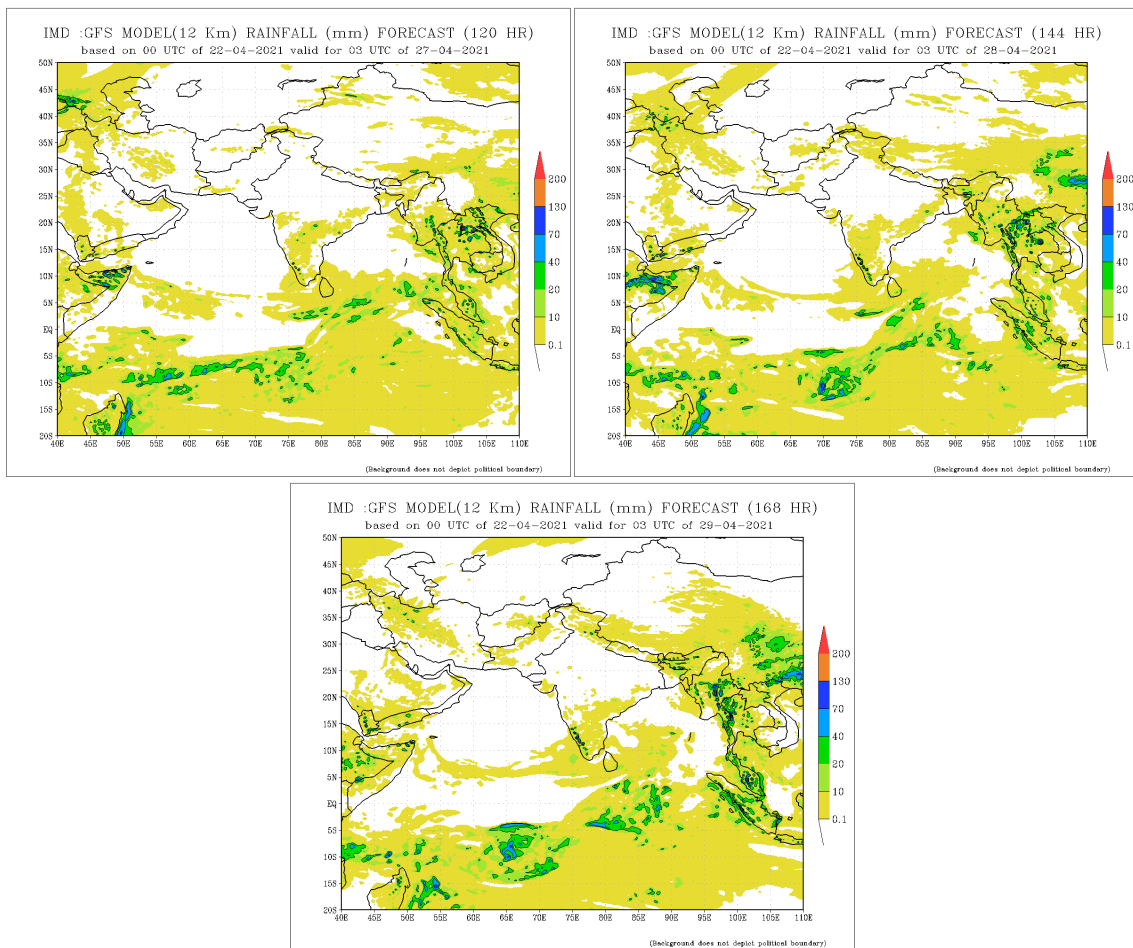 IMD :GFS MODEL(12 Km) RAINFALL (mm) FORECAST (120 HR)
based on 00 UTC of 22-04-2021 valid for 03 UTC of 27-04-2021
50N
45N
40N
35N
30N
25N
20N
15N
10N
5N
EQ
5S
10S
15S
20S
40E 45E 50E 55E 60E 65E 70E 75E 80E 85E 90E 95E 100E 105E 110E
200
130
70
40
20
10
0.1
(Background does not depict political boundary)
IMD :GFS MODEL(12 Km) RAINFALL (mm) FORECAST (144 HR)
based on 00 UTC of 22-04-2021 valid for 03 UTC of 28-04-2021
50N
45N
40N
35N
30N
25N
20N
15N
10N
5N
EQ
5S
10S
15S
20S
40E 45E 50E 55E 60E 65E 70E 75E 80E 85E 90E 95E 100E 105E 110E
200
130
70
40
20
10
0.1
(Background does not depict political boundary)
IMD :GFS MODEL(12 Km) RAINFALL (mm) FORECAST (168 HR)
based on 00 UTC of 22-04-2021 valid for 03 UTC of 29-04-2021
50N
45N
40N
35N
30N
25N
20N
15N
10N
5N
EQ
5S
10S
15S
20S
40E 45E 50E 55E 60E 65E 70E 75E 80E 85E 90E 95E 100E 105E 110E
200
130
70
40
20
10
0.1
(Background does not depict political boundary)